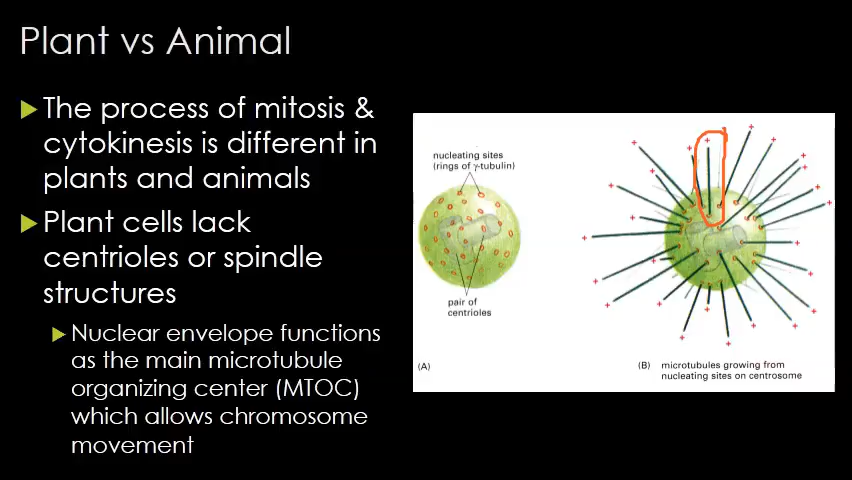 Plant vs Animal
The process of mitosis &
cytokinesis is different in
plants and animals
Plant cells lack
centrioles or spindle
structures
Nuclear envelope functions
as the main microtubule
organizing center (MTOC)
which allows chromosome
movement
nucleating sites
(rings of γ-tubulin)
pair of
centrioles
(A)
(B) microtubules growing from
nucleating sites on centrosome